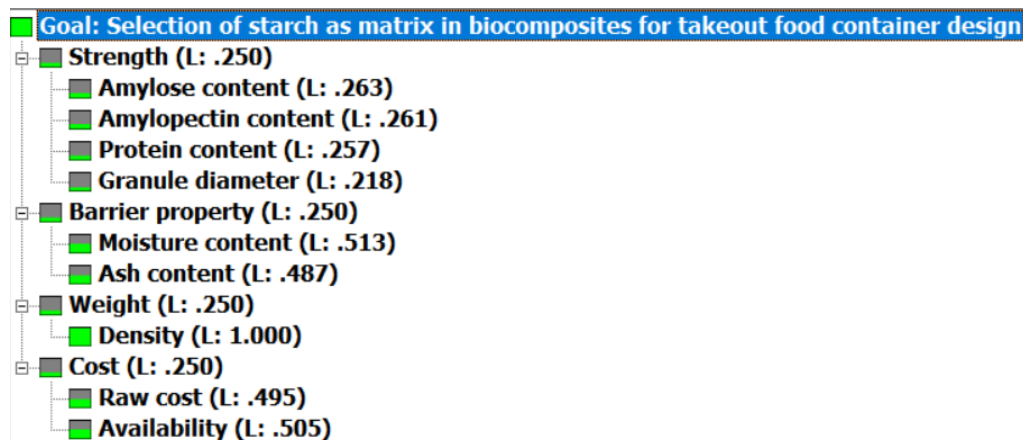 Goal: Selection of starch as matrix in biocomposites for takeout food container design
Strength (L: .250)
Amylose content (L: .263)
Amylopectin content (L: .261)
Protein content (L: .257)
Granule diameter (L: .218)
Barrier property (L: .250)
Moisture content (L: .513)
Ash content (L: .487)
Weight (L: .250)
Density (L: 1.000)
Cost (L: .250)
Raw cost (L: .495)
Availability (L: .505)